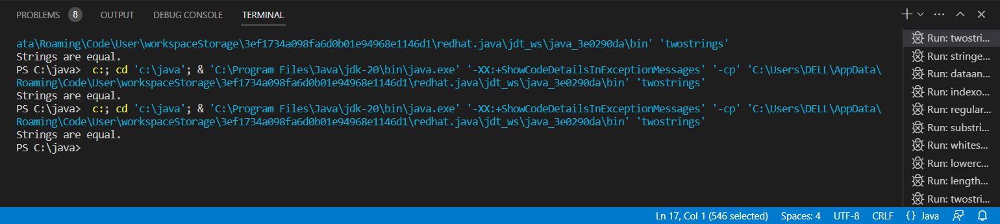 PROBLEMS 8 OUTPUT DEBUG CONSOLE TERMINAL
ata\Roaming\Code\User\workspaceStorage\3ef1734a098fa6d0b01e94968e1146d1\redhat.java\jdt_ws\java_3e0290da\bin' 'twostrings'
Strings are equal.
PS C:\java>  c:; cd 'c:\java'; & 'C:\Program Files\Java\jdk-20\bin\java.exe' '-XX:+ShowCodeDetailsInExceptionMessages' '-cp' 'C:\Users\DELL\AppData\
Roaming\Code\User\workspaceStorage\3ef1734a098fa6d0b01e94968e1146d1\redhat.java\jdt_ws\java_3e0290da\bin' 'twostrings'
Strings are equal.
PS C:\java>  c:; cd 'c:\java'; & 'C:\Program Files\Java\jdk-20\bin\java.exe' '-XX:+ShowCodeDetailsInExceptionMessages' '-cp' 'C:\Users\DELL\AppData\
Roaming\Code\User\workspaceStorage\3ef1734a098fa6d0b01e94968e1146d1\redhat.java\jdt_ws\java_3e0290da\bin' 'twostrings'
Strings are equal.
PS C:\java>
Run: twostri...
Run: stringe...
Run: dataan...
Run: indexo...
Run: regular...
Run: substri...
Run: whites...
Run: lowerc...
Run: length...
Run: twostri...
Ln 17, Col 1 (546 selected) Spaces: 4 UTF-8 CRLF {} Java